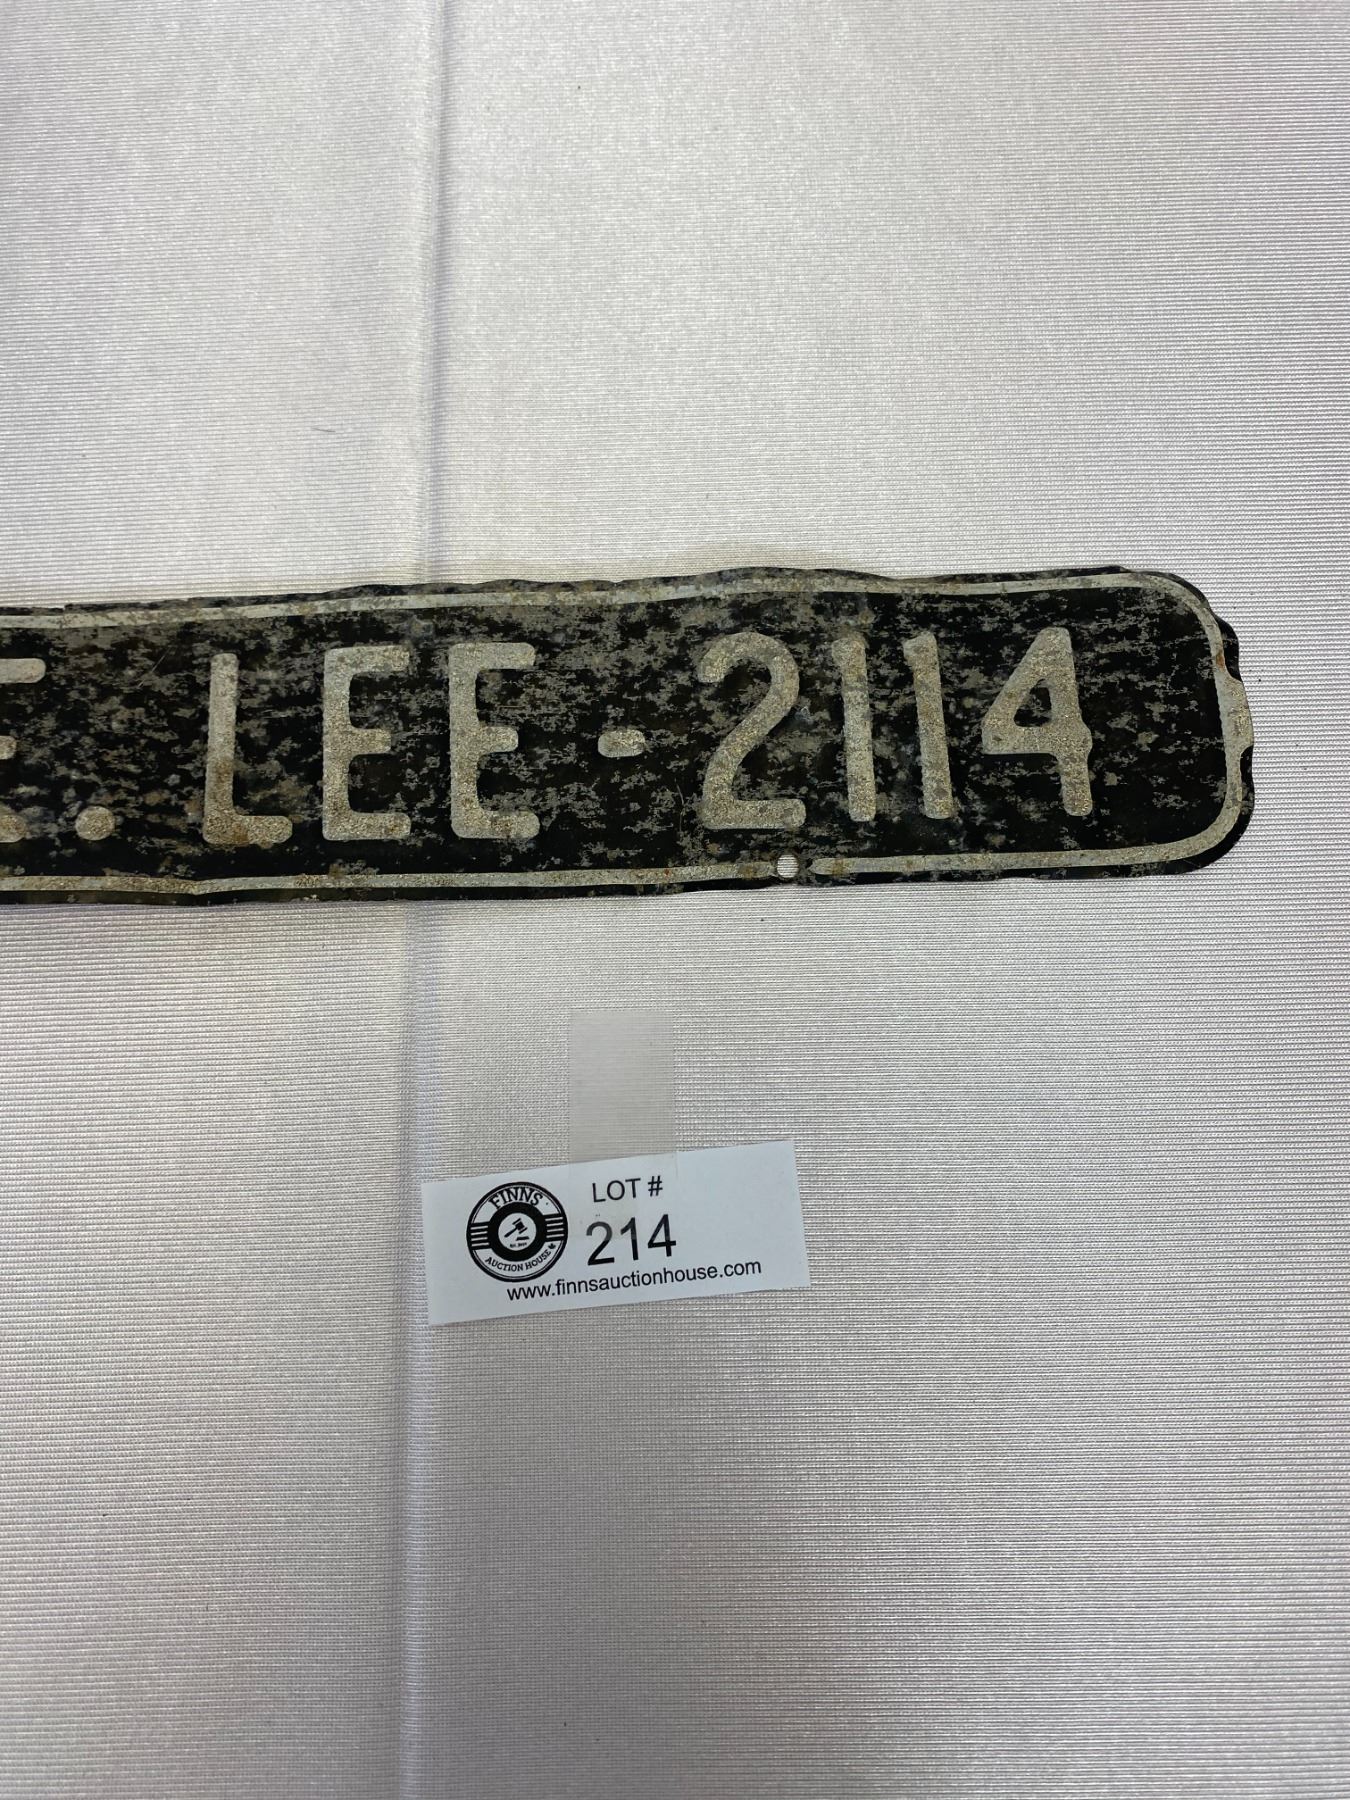 E. LEE - 2114
FINNS
AUCTION HOUSE
LOT #
214
www.finnsauctionhouse.com